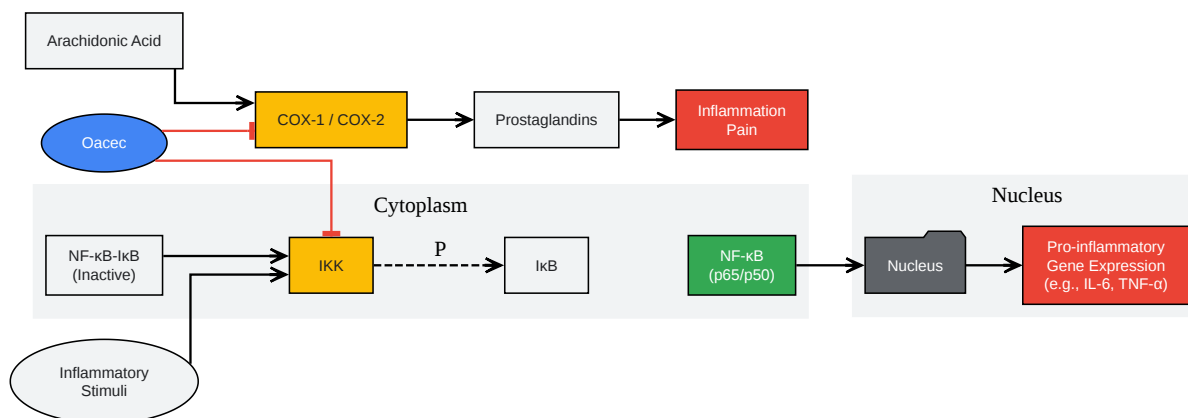 Arachidonic Acid
COX-1 / COX-2
Prostaglandins
Inflammation
Pain
Oacec
Cytoplasm
Nucleus
NF-κB-IκB
(Inactive)
IKK
P
IκB
NF-κB
(p65/p50)
Nucleus
Pro-inflammatory
Gene Expression
(e.g., IL-6, TNF-α)
Inflammatory
Stimuli